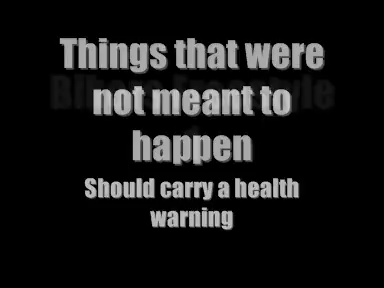 Things that were
not meant to
happen
Should carry a health
warning